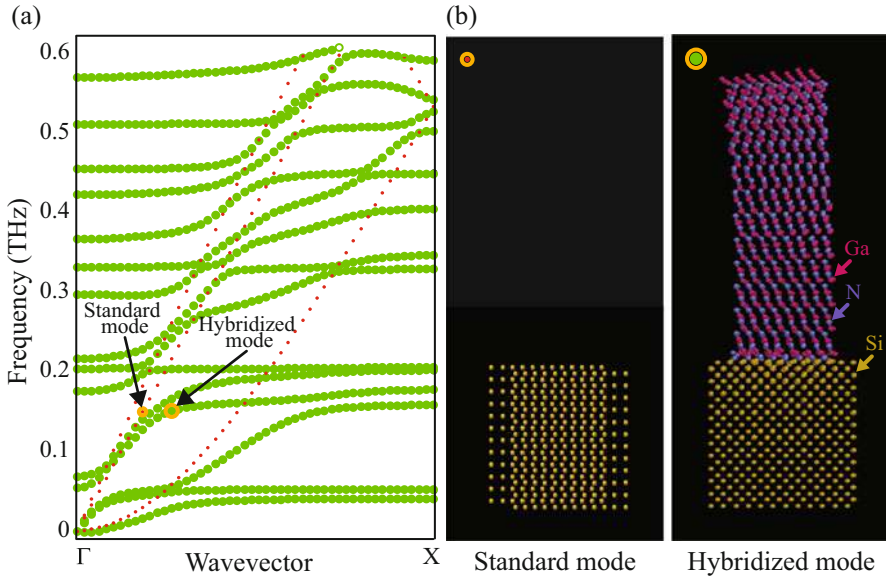 (a)
(b)
0.6
0.5
0.4
0.3
0.2
0.1
0
Frequency (THz)
Standard
mode
Hybridized
mode
Γ
Wavevector
X
Ga
N
Si
Standard mode
Hybridized mode